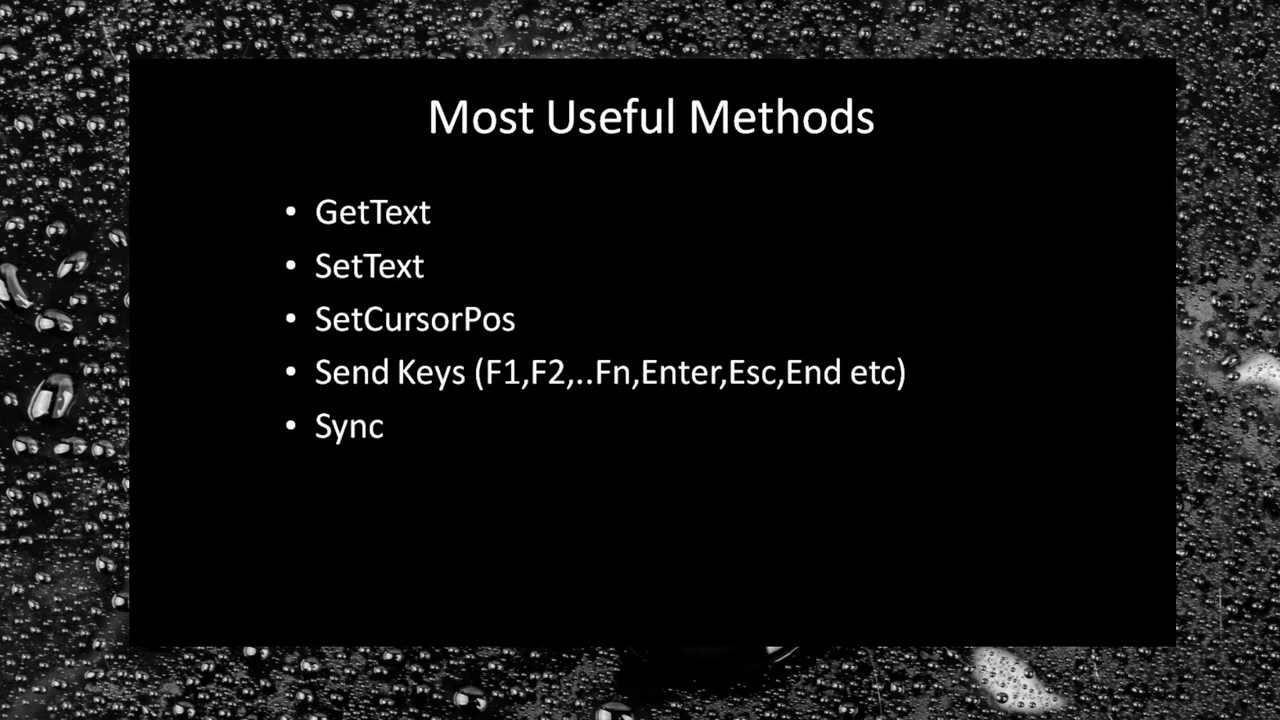 Most Useful Methods
• GetText
• SetText
• SetCursorPos
• Send Keys (F1,F2,..Fn,Enter,Esc,End etc)
• Sync